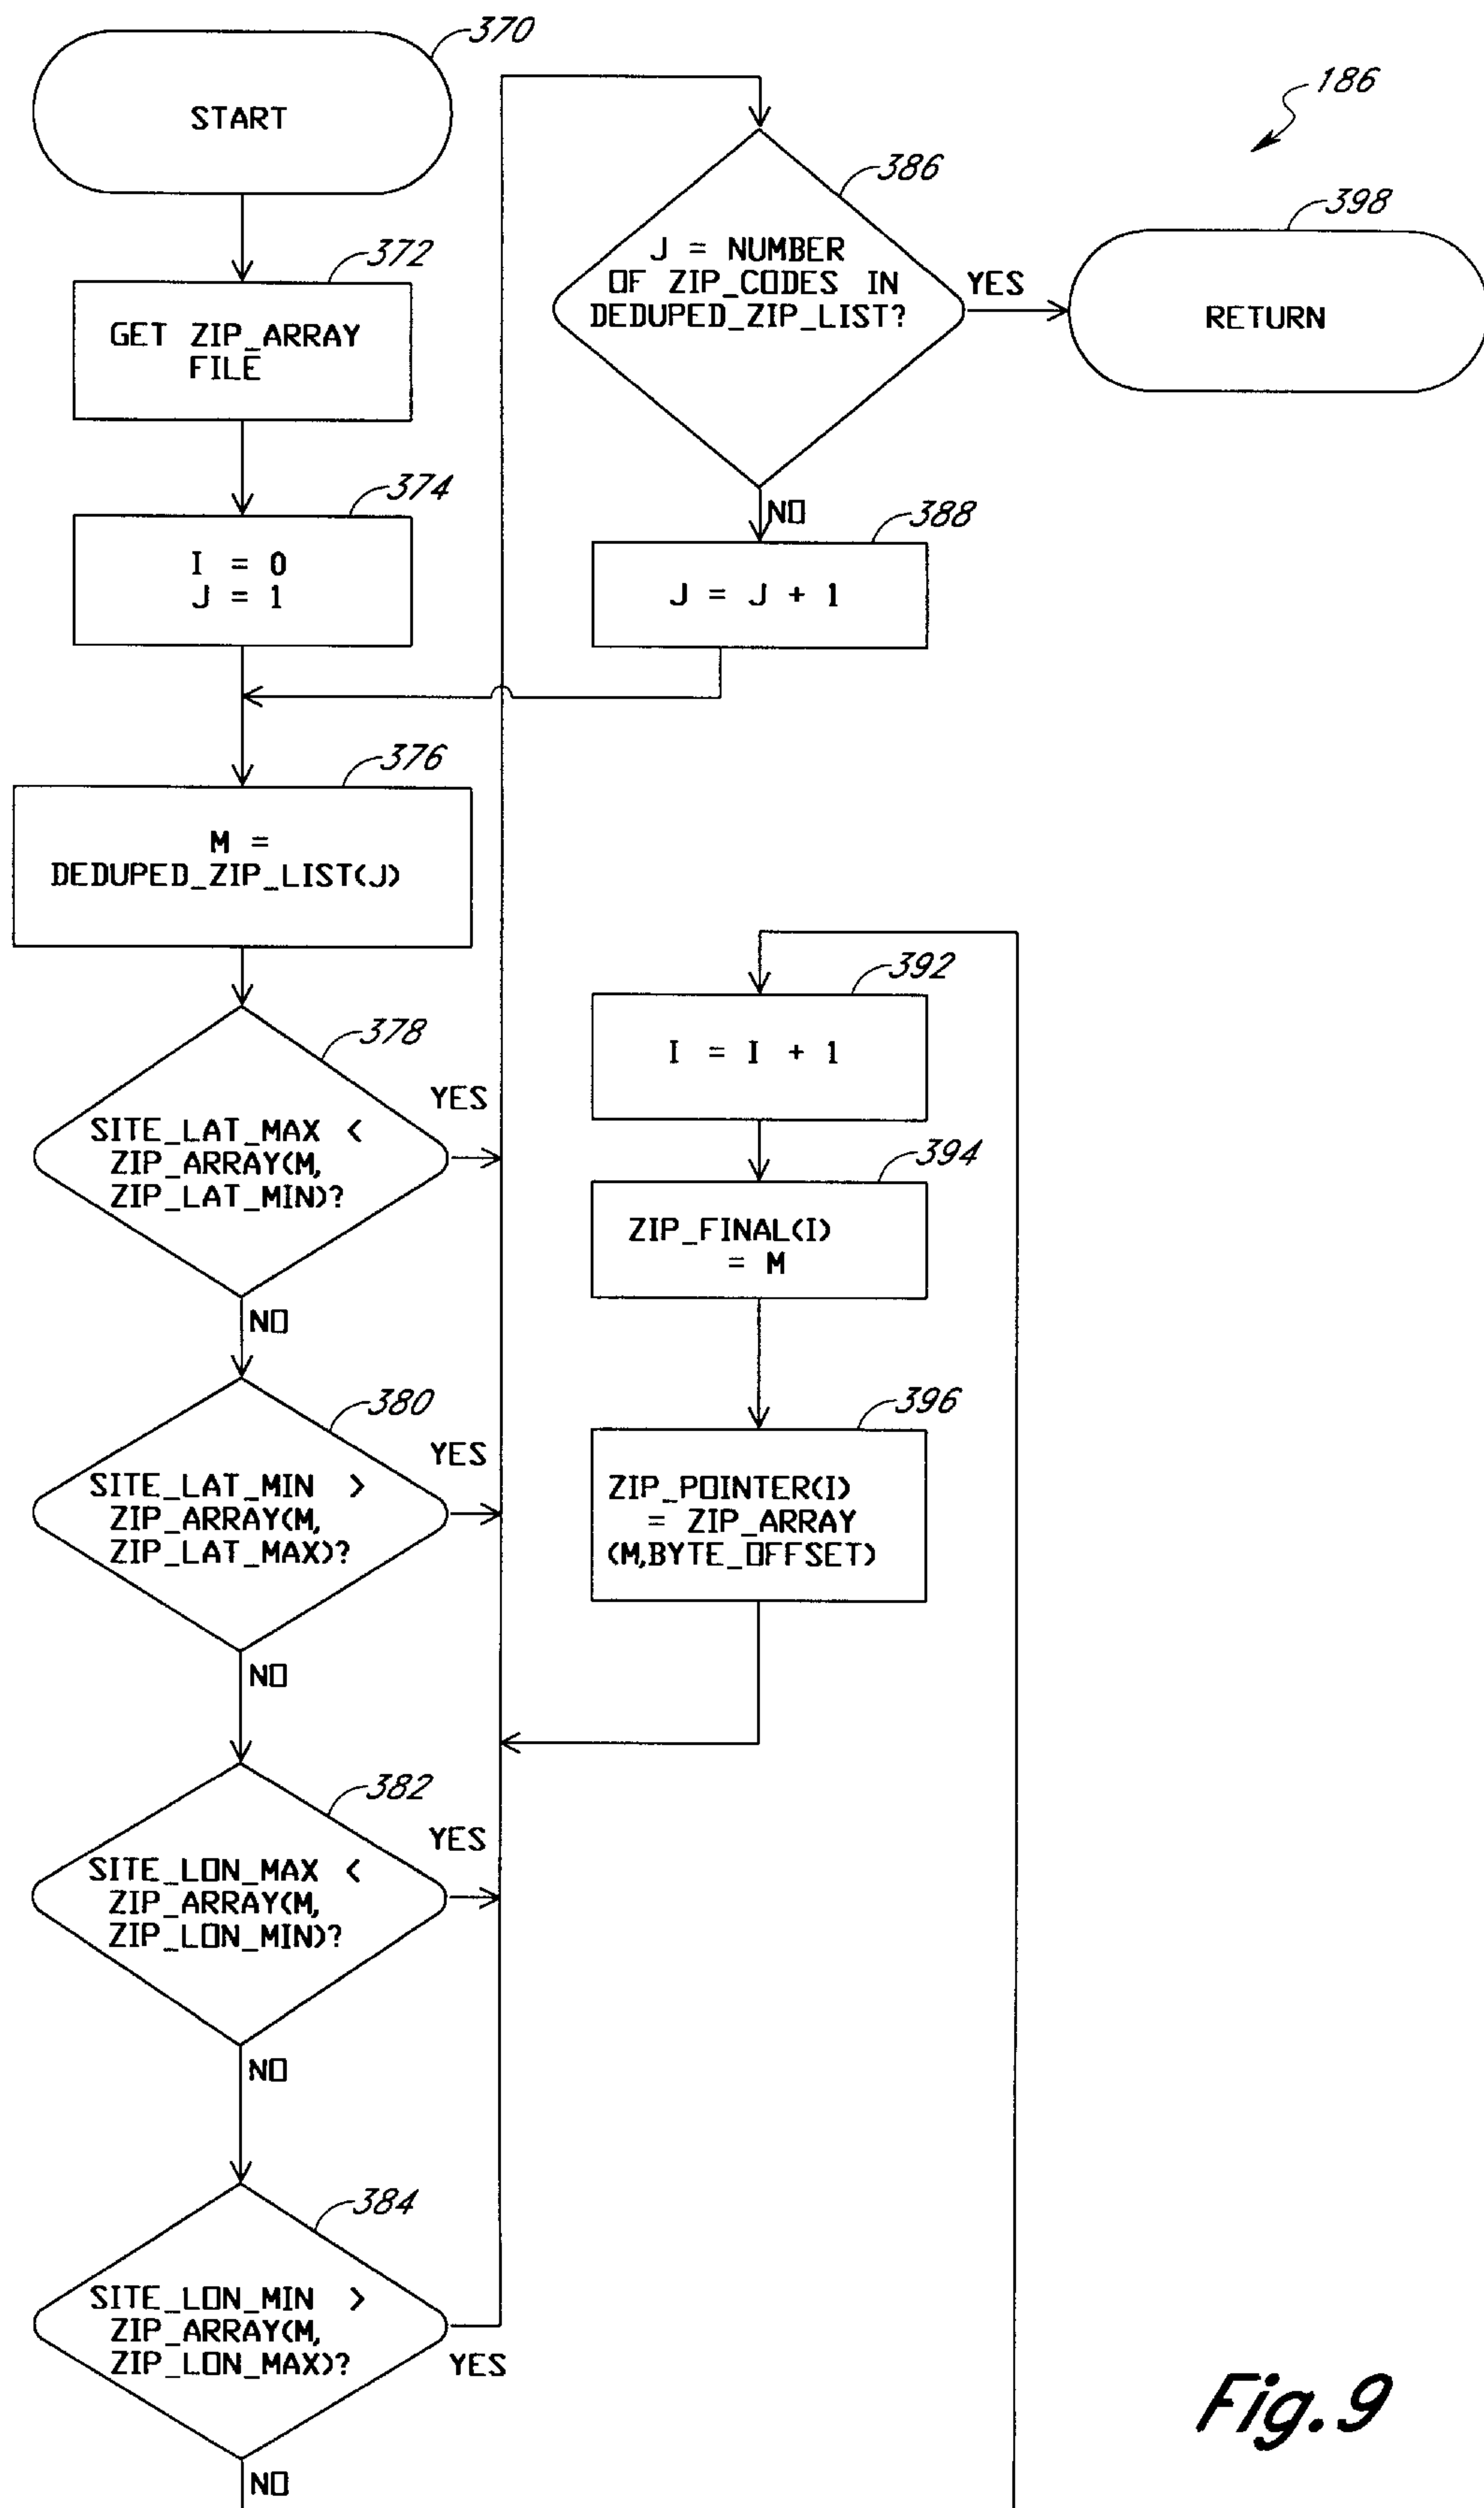 370
START
372
GET ZIP_ARRAY
FILE
374
I = 0
J = 1
376
M =
DEDUPED_ZIP_LIST(J)
378
SITE_LAT_MAX <
ZIP_ARRAY(M,
ZIP_LAT_MIN)?
YES
NO
380
SITE_LAT_MIN >
ZIP_ARRAY(M,
ZIP_LAT_MAX)?
YES
NO
382
SITE_LON_MAX <
ZIP_ARRAY(M,
ZIP_LON_MIN)?
YES
NO
384
SITE_LON_MIN >
ZIP_ARRAY(M,
ZIP_LON_MAX)?
YES
NO
386
J = NUMBER
OF ZIP_CODES IN
DEDUPED_ZIP_LIST?
YES
NO
388
J = J + 1
392
I = I + 1
394
ZIP_FINAL(I)
= M
396
ZIP_POINTER(I)
= ZIP_ARRAY
(M,BYTE_OFFSET)
186
398
RETURN
Fig.9